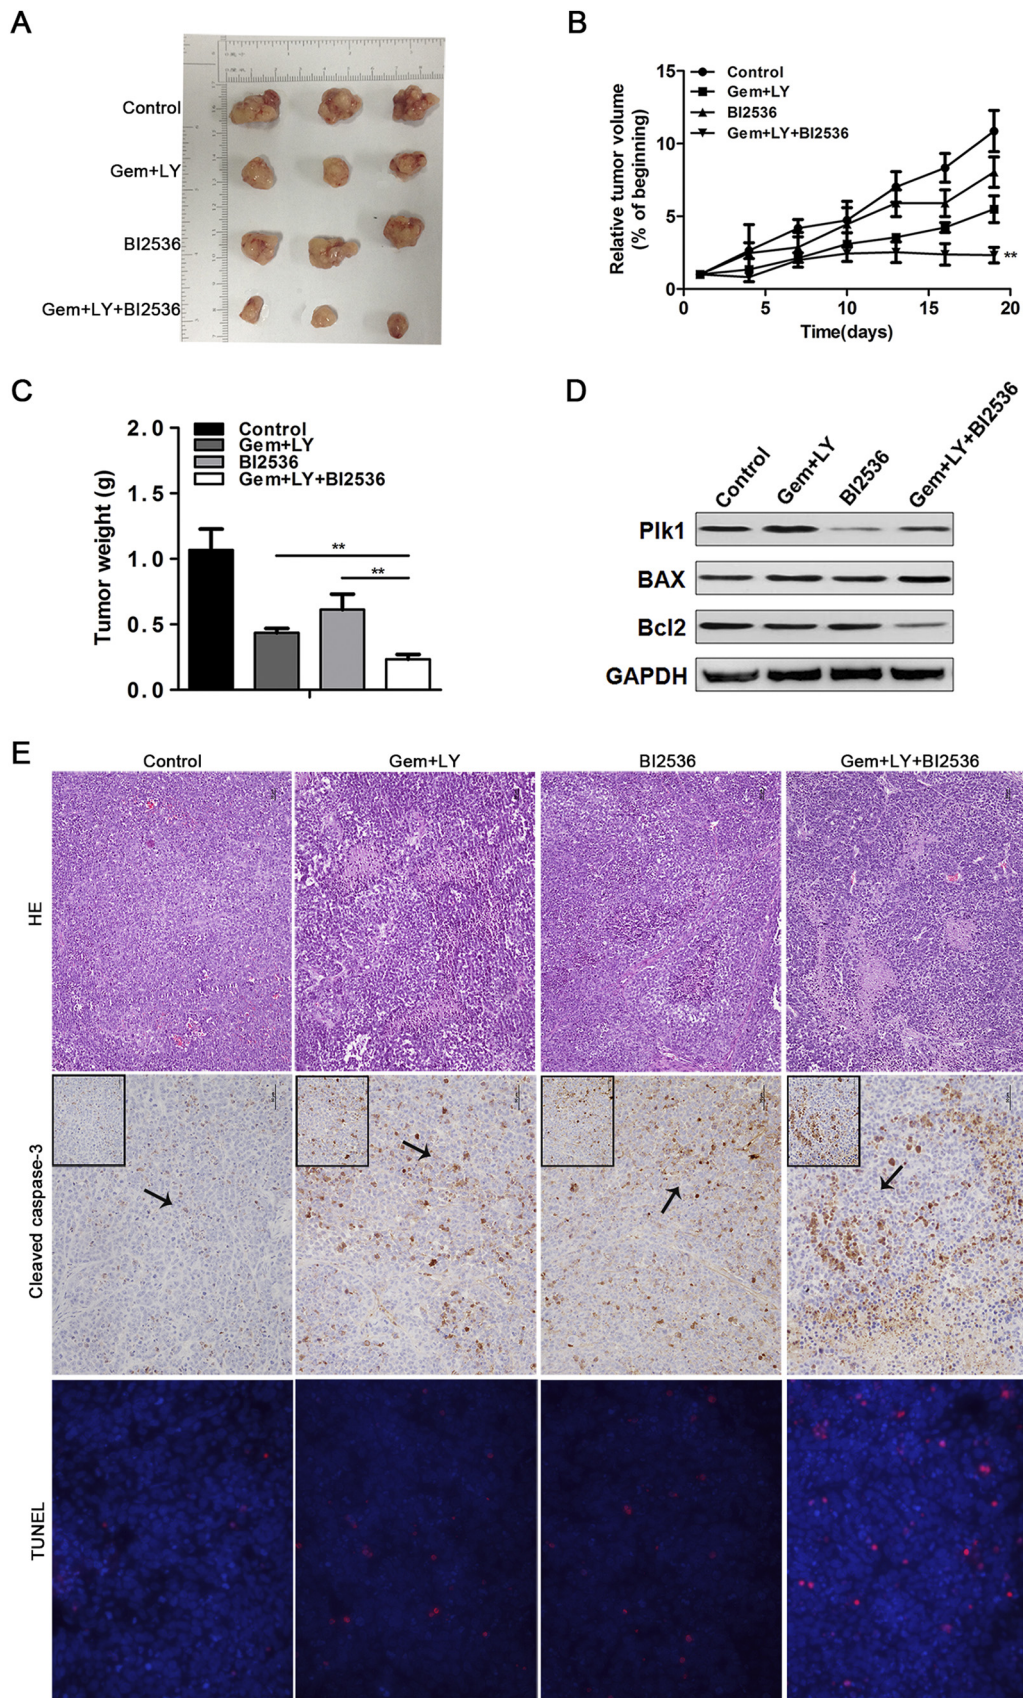 A
Control
Gem+LY
BI2536
Gem+LY+BI2536
B
15
10
5
0
Relative tumor volume
(% of beginning)
Control
Gem+LY
BI2536
Gem+LY+BI2536
**
0 5 10 15 20
Time(days)
C
2.0
1.5
1.0
0.5
0.0
Tumor weight (g)
Control
Gem+LY
BI2536
Gem+LY+BI2536
**
**
D
Control Gem+LY BI2536 Gem+LY+BI2536
Plk1
BAX
Bcl2
GAPDH
E
Control Gem+LY BI2536 Gem+LY+BI2536
HE
Cleaved caspase-3
TUNEL